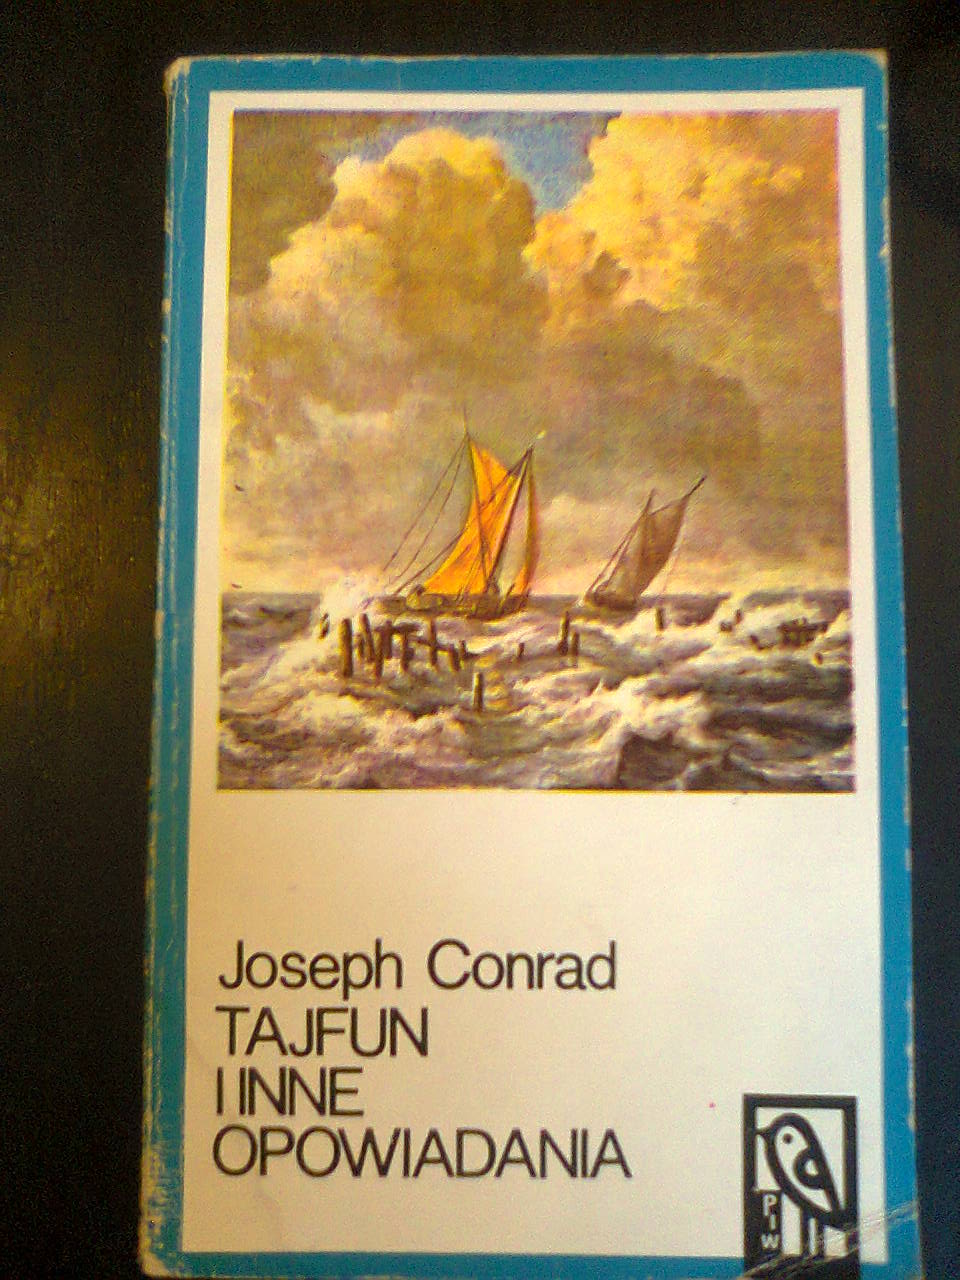 Joseph Conrad
TAJFUN
I INNE
OPOWIADANIA
PIW